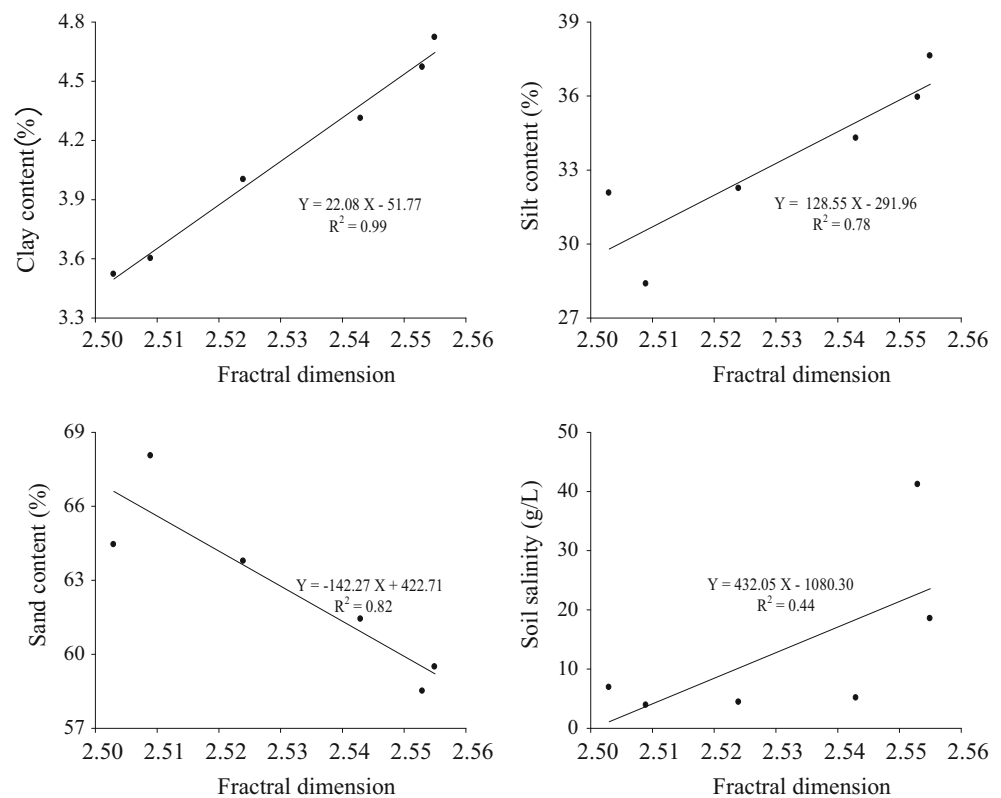 4.8
4.5
4.2
3.9
3.6
3.3
Clay content(%)
Y = 22.08 X - 51.77
R² = 0.99
2.50 2.51 2.52 2.53 2.54 2.55 2.56
Fractral dimension
39
36
33
30
27
Silt content (%)
Y = 128.55 X - 291.96
R² = 0.78
2.50 2.51 2.52 2.53 2.54 2.55 2.56
Fractral dimension
69
66
63
60
57
Sand content (%)
Y = -142.27 X + 422.71
R² = 0.82
2.50 2.51 2.52 2.53 2.54 2.55 2.56
Fractral dimension
50
40
30
20
10
0
Soil salinity (g/L)
Y = 432.05 X - 1080.30
R² = 0.44
2.50 2.51 2.52 2.53 2.54 2.55 2.56
Fractral dimension